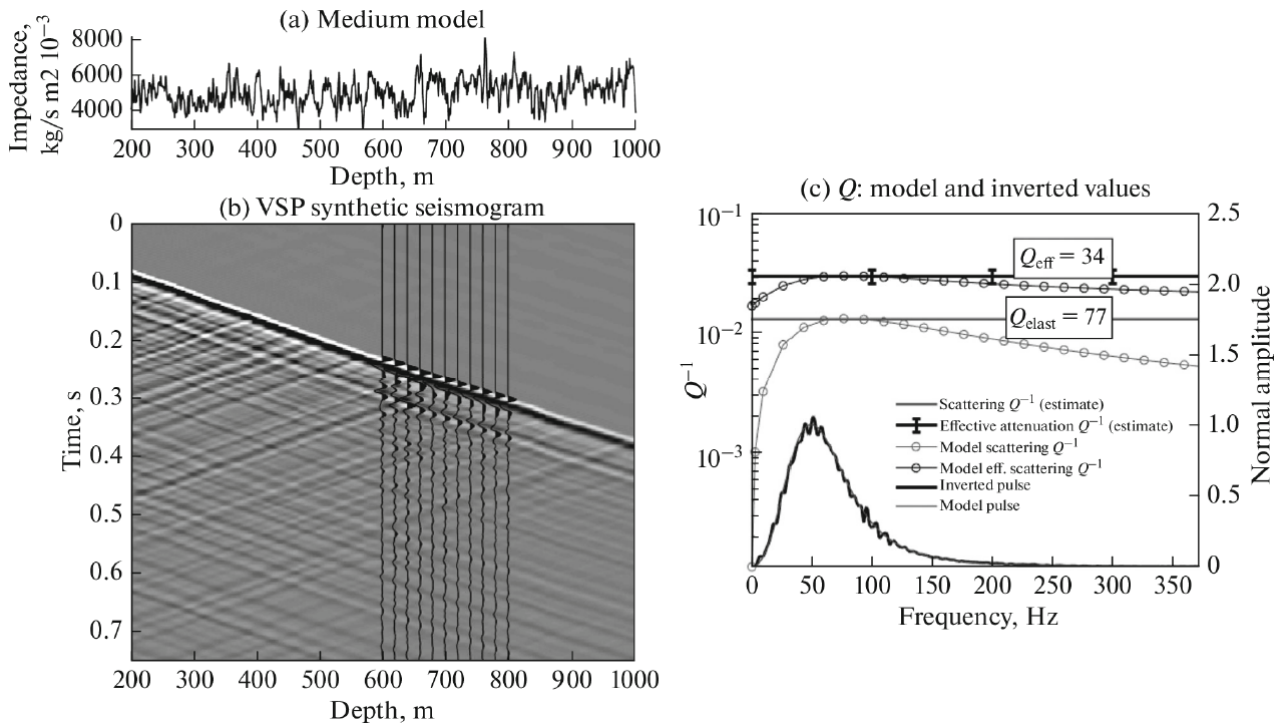 (a) Medium model
Impedance,
kg/s m2 10⁻³
8000
6000
4000
200 300 400 500 600 700 800 900 1000
Depth, m
(b) VSP synthetic seismogram
0
0.1
0.2
0.3
0.4
0.5
0.6
0.7
Time, s
200 300 400 500 600 700 800 900 1000
Depth, m
(c) Q: model and inverted values
10⁻¹
10⁻²
10⁻³
Q⁻¹
2.5
2.0
1.5
1.0
0.5
0
Normal amplitude
Qeff = 34
Qelast = 77
Scattering Q⁻¹ (estimate)
Effective attenuation Q⁻¹ (estimate)
Model scattering Q⁻¹
Model eff. scattering Q⁻¹
Inverted pulse
Model pulse
0 50 100 150 200 250 300 350
Frequency, Hz